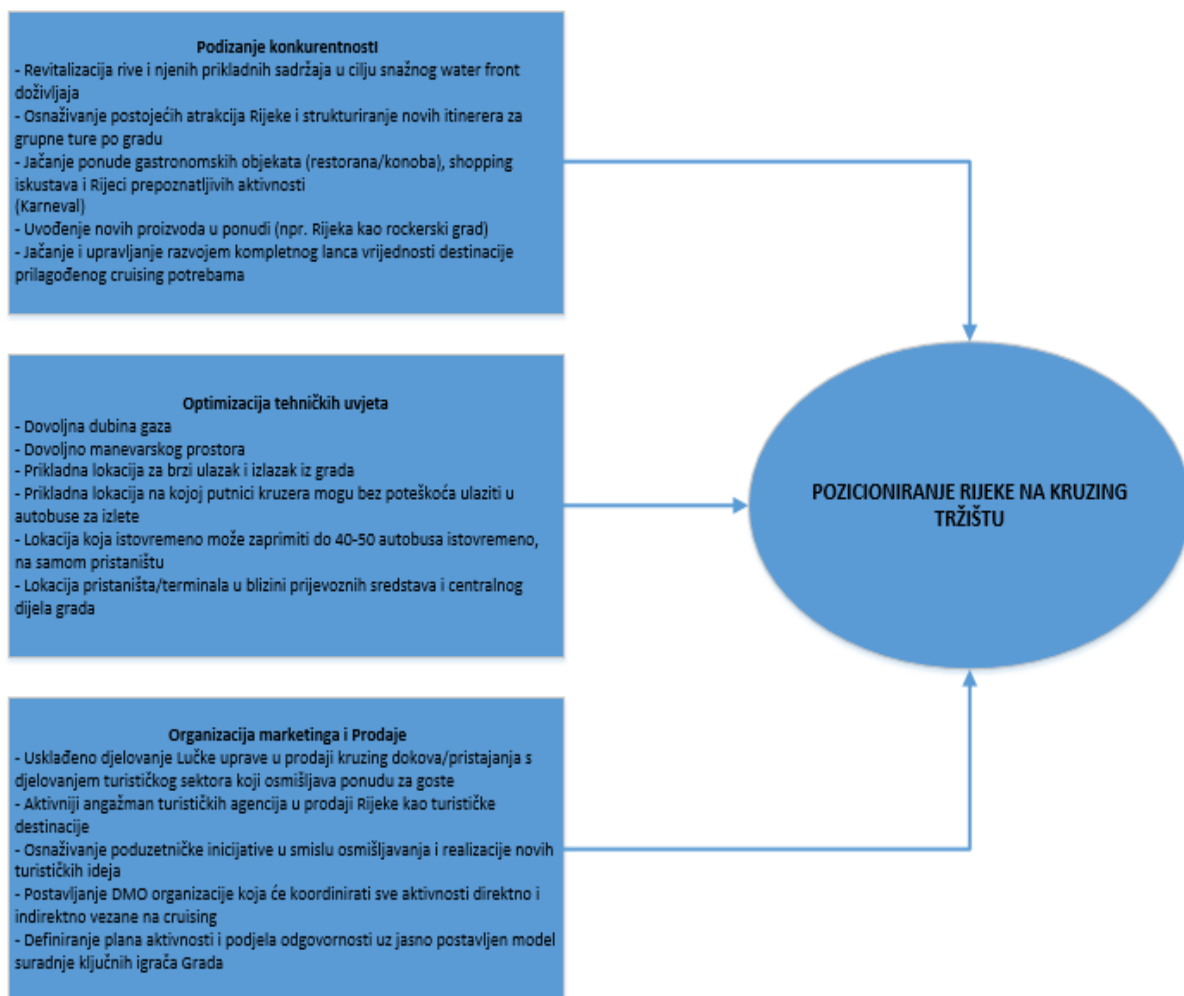 Podizanje konkurentnosti
- Revitalizacija rive i njenih prikladnih sadržaja u cilju snažnog water front
doživljaja
- Osnaživanje postojećih atrakcija Rijeke i strukturiranje novih itinerera za
grupne ture po gradu
- Jačanje ponude gastronomskih objekata (restorana/konoba), shopping
iskustava i Rijeci prepoznatljivih aktivnosti
(Karneval)
- Uvođenje novih proizvoda u ponudi (npr. Rijeka kao rockerski grad)
- Jačanje i upravljanje razvojem kompletnog lanca vrijednosti destinacije
prilagođenog cruising potrebama
Optimizacija tehničkih uvjeta
- Dovoljna dubina gaza
- Dovoljno manevarskog prostora
- Prikladna lokacija za brzi ulazak i izlazak iz grada
- Prikladna lokacija na kojoj putnici kruzera mogu bez poteškoća ulaziti u
autobuse za izlete
- Lokacija koja istovremeno može zaprimiti do 40-50 autobusa istovremeno,
na samom pristaništu
- Lokacija pristaništa/terminala u blizini prijevoznih sredstava i centralnog
dijela grada
Organizacija marketinga i Prodaje
- Usklađeno djelovanje Lučke uprave u prodaji kruzing dokova/pristajanja s
djelovanjem turističkog sektora koji osmišljava ponudu za goste
- Aktivniji angažman turističkih agencija u prodaji Rijeke kao turističke
destinacije
- Osnaživanje poduzetničke inicijative u smislu osmišljavanja i realizacije novih
turističkih ideja
- Postavljanje DMO organizacije koja će koordinirati sve aktivnosti direktno i
indirektno vezane na cruising
- Definiranje plana aktivnosti i podjela odgovornosti uz jasno postavljen model
suradnje ključnih igrača Grada
POZICIONIRANJE RIJEKE NA KRUZING
TRŽIŠTU